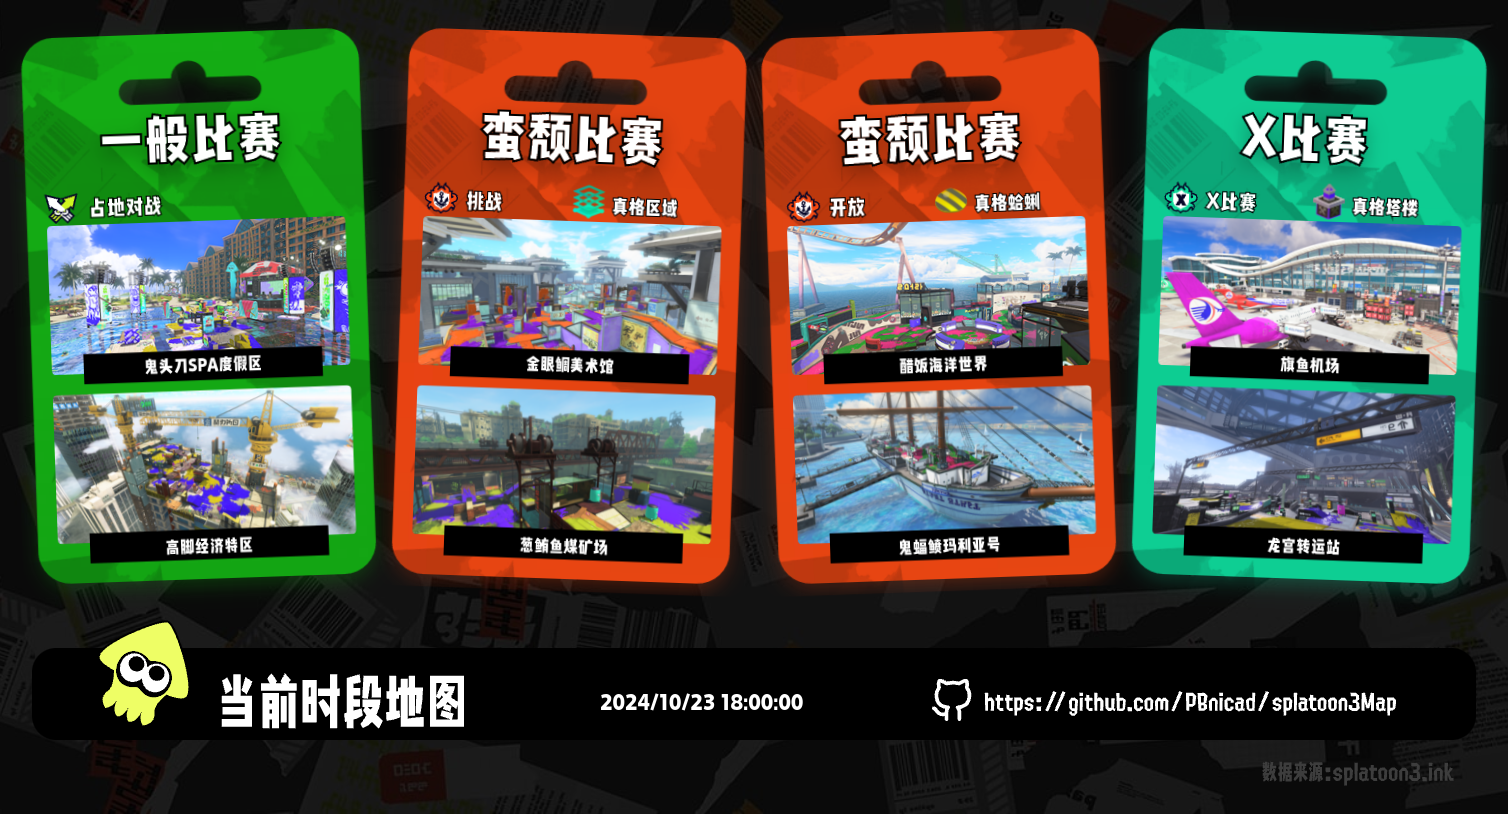 一般比赛
占地对战
鬼头刀SPA度假区
高脚经济特区
蛮颓比赛
挑战
真格区域
金眼鲷美术馆
葱鲔鱼煤矿场
蛮颓比赛
开放
真格蛤蜊
醋饭海洋世界
鬼蝠鲼玛利亚号
X比赛
X比赛
真格塔楼
旗鱼机场
龙宫转运站
当前时段地图
2024/10/23 18:00:00
https://github.com/PBnicad/splatoon3Map
数据来源:splatoon3.ink